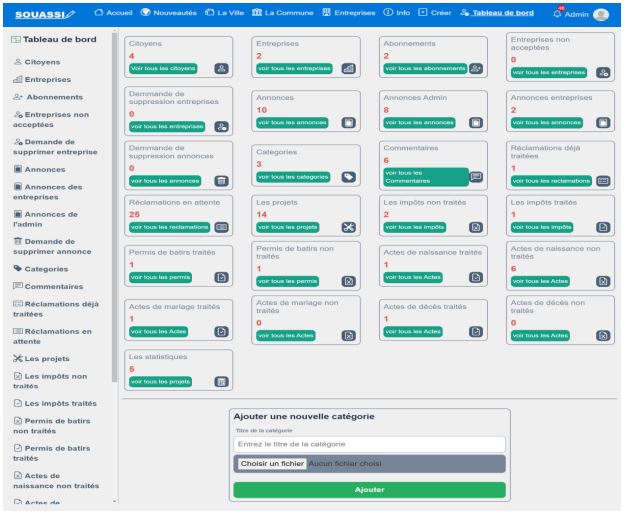 SOUASSI Accueil Nouveautés La Ville La Commune Entreprises Info Créer Tableau de bord Admin
Tableau de bord
Citoyens
Entreprises
Abonnements
Entreprises non
acceptées
Demande de
supprimer entreprise
Annonces
Annonces des
entreprises
Annonces de
l'admin
Demande de
supprimer annonce
Categories
Commentaires
Réclamations déjà
traitées
Réclamations en
attente
Les projets
Les impôts non
traités
Les impôts traités
Permis de batirs
non traités
Permis de batirs
traités
Actes de
naissance non traités
Actes de
Citoyens
4
Voir tous les citoyens
Entreprises
2
voir tous les entreprises
Abonnements
2
voir tous les abonnements
Entreprises non
acceptées
0
voir tous les entreprises
Demmande de
suppression entreprises
0
voir tous les entreprises
Annonces
10
voir tous les annonces
Annonces Admin
8
voir tous les annonces
Annonces entreprises
2
voir tous les annonces
Demmande de
suppression annonces
0
voir tous les annonces
Categories
3
voir tous les categories
Commentaires
6
voir tous les
Commentaires
Réclamations déjà
traitées
1
voir tous les reclamations
Réclamations en attente
25
voir tous les reclamations
Les projets
14
voir tous les projets
Les impôts non traités
2
voir tous les impôts
Les impôts traités
1
voir tous les impôts
Permis de batirs traités
1
voir tous les permis
Permis de batirs non
traités
1
voir tous les permis
Actes de naissance traités
1
voir tous les Actes
Actes de naissance non
traités
6
voir tous les Actes
Actes de mariage traités
1
voir tous les Actes
Actes de mariage non
traités
0
voir tous les Actes
Actes de décès traités
1
voir tous les Actes
Actes de décès non
traités
0
voir tous les Actes
Les statistiques
5
voir tous les projets
Ajouter une nouvelle catégorie
Titre de la catégorie
Entrez le titre de la catégorie
Choisir un fichier Aucun fichier choisi
Ajouter